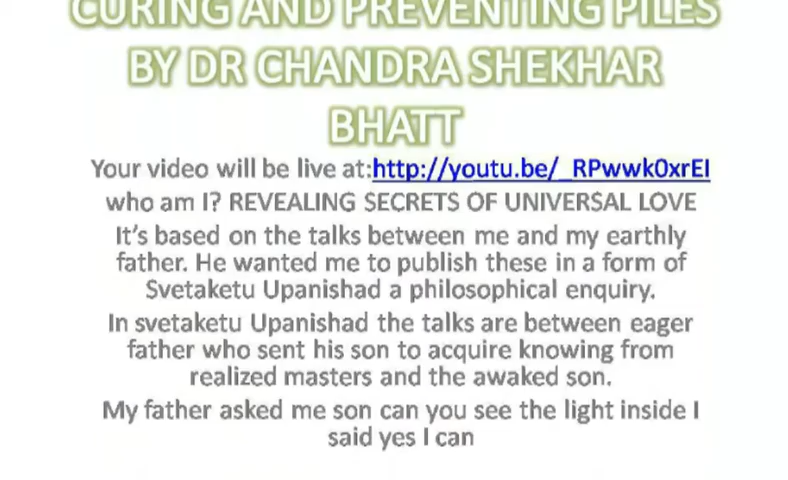 CURING AND PREVENTING PILES
BY DR CHANDRA SHEKHAR
BHATT
Your video will be live at:http://youtu.be/_RPwwk0xrEI
who am I? REVEALING SECRETS OF UNIVERSAL LOVE
It's based on the talks between me and my earthly
father. He wanted me to publish these in a form of
Svetaketu Upanishad a philosophical enquiry.
In svetaketu Upanishad the talks are between eager
father who sent his son to acquire knowing from
realized masters and the awaked son.
My father asked me son can you see the light inside I
said yes I can